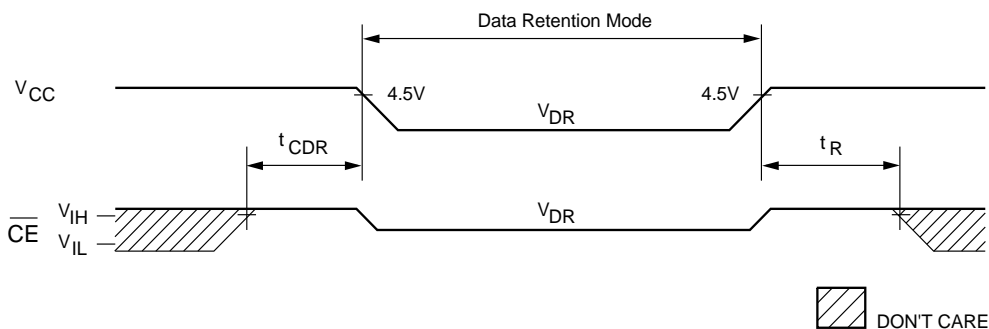 Data Retention Mode
VCC
4.5V
4.5V
VDR
tCDR
tR
VIH
VDR
CE
VIL
DON'T CARE